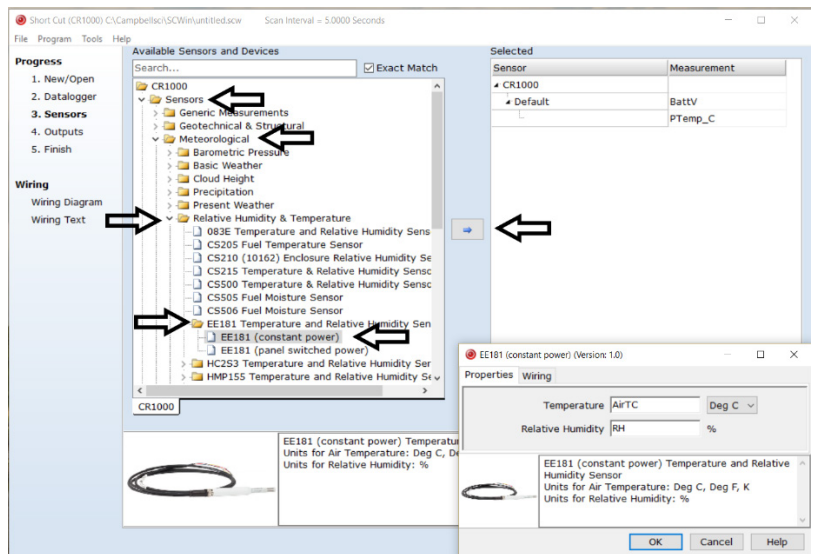 Short Cut (CR1000) C:\Campbellsci\SCWin\untitled.scw Scan Interval = 5.0000 Seconds
File Program Tools Help
Progress
1. New/Open
2. Datalogger
3. Sensors
4. Outputs
5. Finish
Wiring
Wiring Diagram
Wiring Text
Available Sensors and Devices
Search...
Exact Match
CR1000
Sensors
Generic Measurements
Geotechnical & Structural
Meteorological
Barometric Pressure
Basic Weather
Cloud Height
Precipitation
Present Weather
Relative Humidity & Temperature
083E Temperature and Relative Humidity Sens
CS205 Fuel Temperature Sensor
CS210 (10162) Enclosure Relative Humidity Se
CS215 Temperature & Relative Humidity Sensc
CS500 Temperature & Relative Humidity Sensc
CS505 Fuel Moisture Sensor
CS506 Fuel Moisture Sensor
EE181 Temperature and Relative Humidity Sen
EE181 (constant power)
EE181 (panel switched power)
HC2S3 Temperature and Relative Humidity Ser
HMP155 Temperature and Relative Humidity Se
CR1000
EE181 (constant power) Temperatu
Units for Air Temperature: Deg C, De
Units for Relative Humidity: %
Selected
Sensor Measurement
CR1000
Default BattV
PTemp_C
EE181 (constant power) (Version: 1.0)
Properties Wiring
Temperature AirTC Deg C
Relative Humidity RH %
EE181 (constant power) Temperature and Relative
Humidity Sensor
Units for Air Temperature: Deg C, Deg F, K
Units for Relative Humidity: %
OK Cancel Help